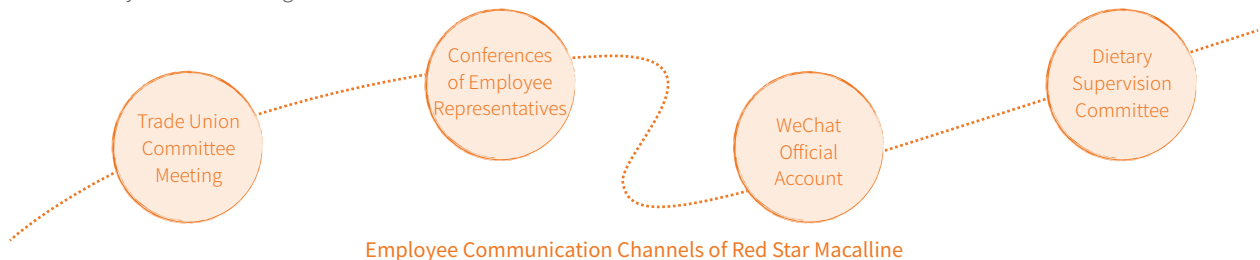 Trade Union
Committee
Meeting
Conferences
of Employee
Representatives
WeChat
Official
Account
Dietary
Supervision
Committee
Employee Communication Channels of Red Star Macalline